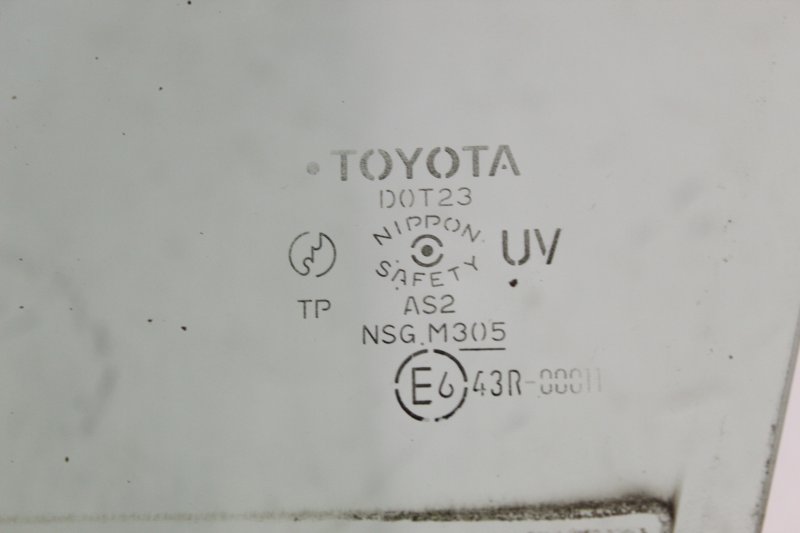 TOYOTA
DOT23
NIPPON
SAFETY
UV
TP
AS2
NSG.M305
E6 43R-00011